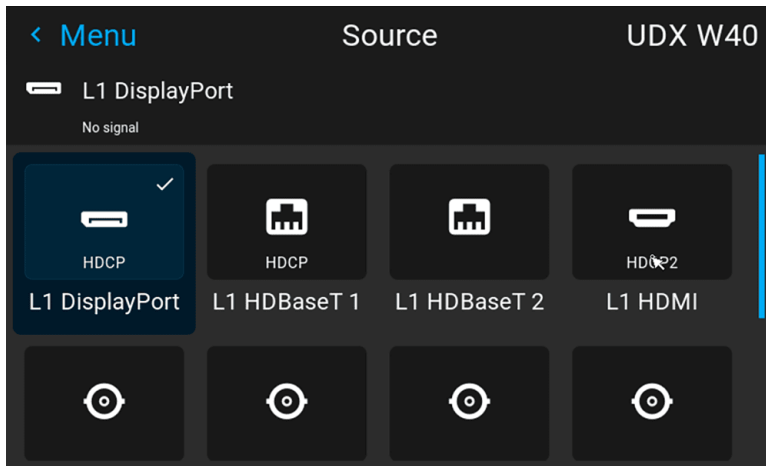 Menu
Source
UDX W40
L1 DisplayPort
No signal
HDCP
L1 DisplayPort
HDCP
L1 HDBaseT 1
L1 HDBaseT 2
HDCP2
L1 HDMI